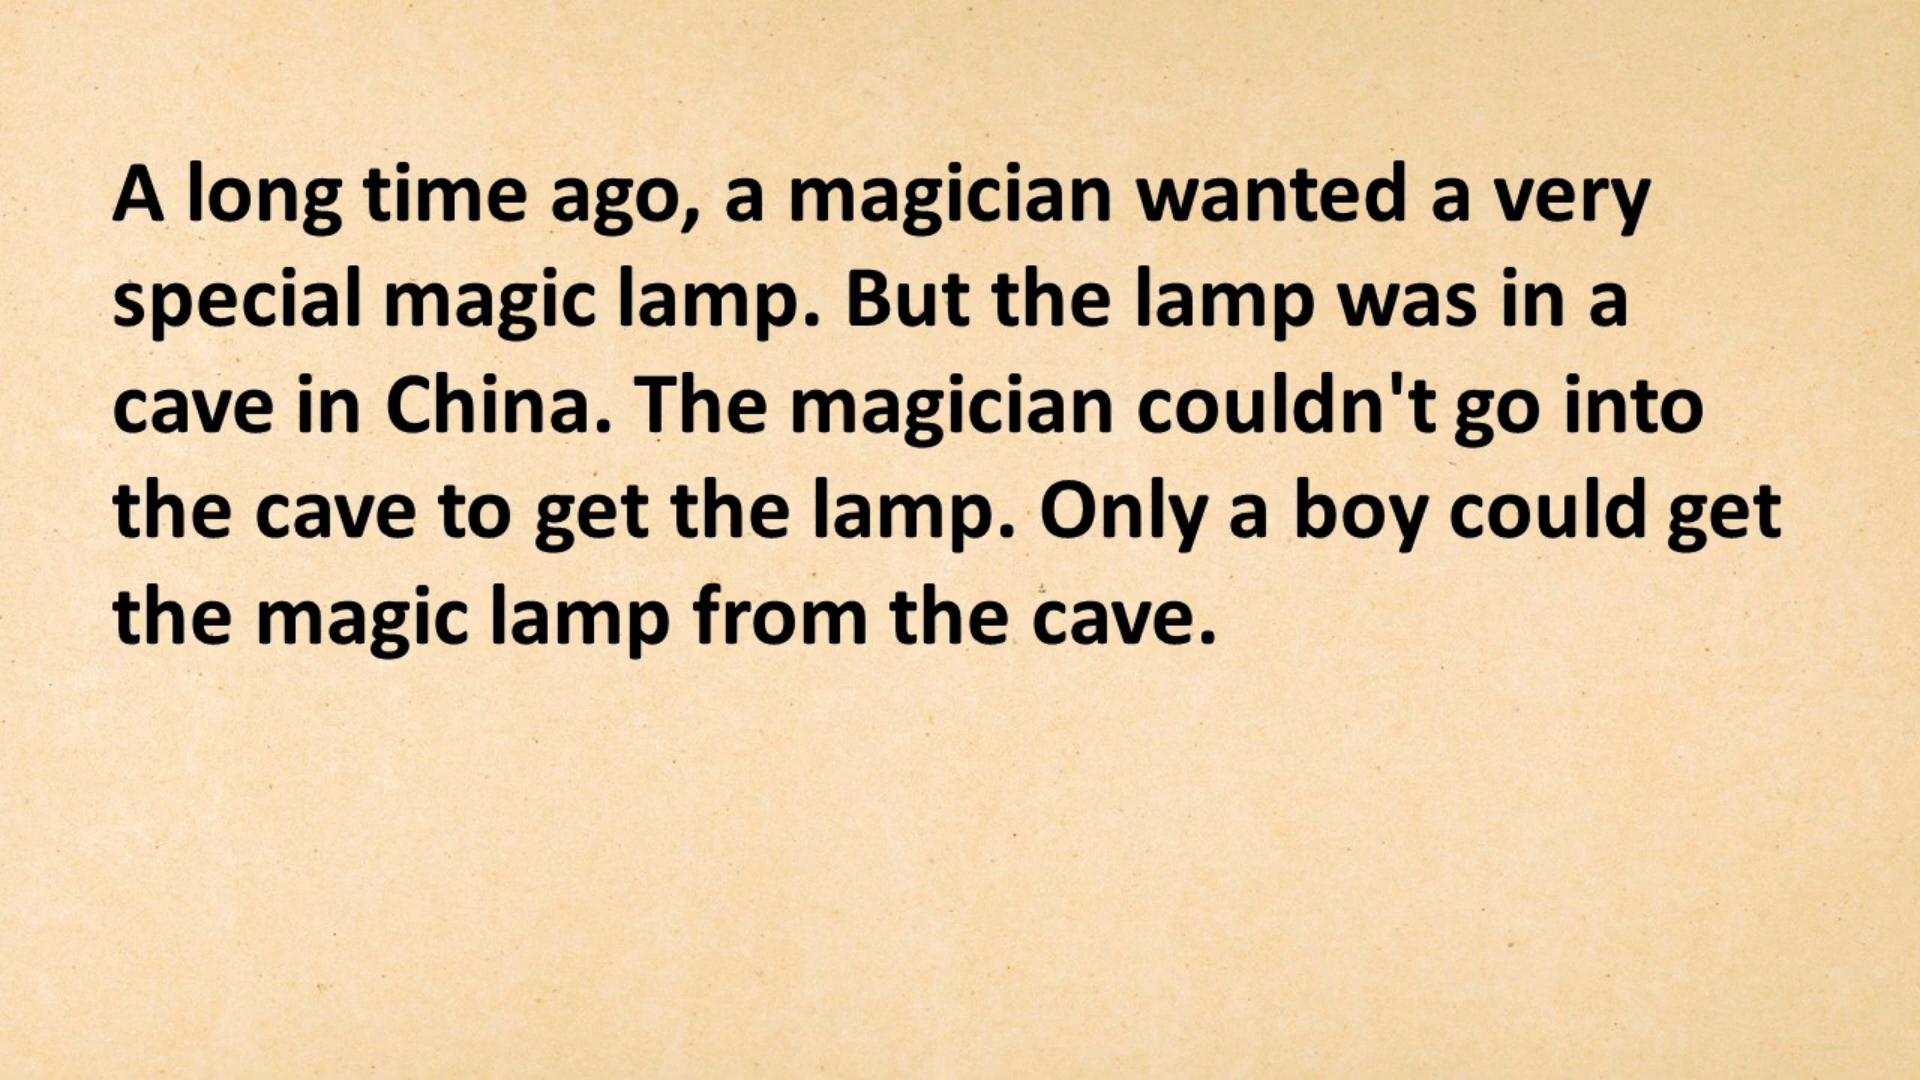 A long time ago, a magician wanted a very
special magic lamp. But the lamp was in a
cave in China. The magician couldn't go into
the cave to get the lamp. Only a boy could get
the magic lamp from the cave.